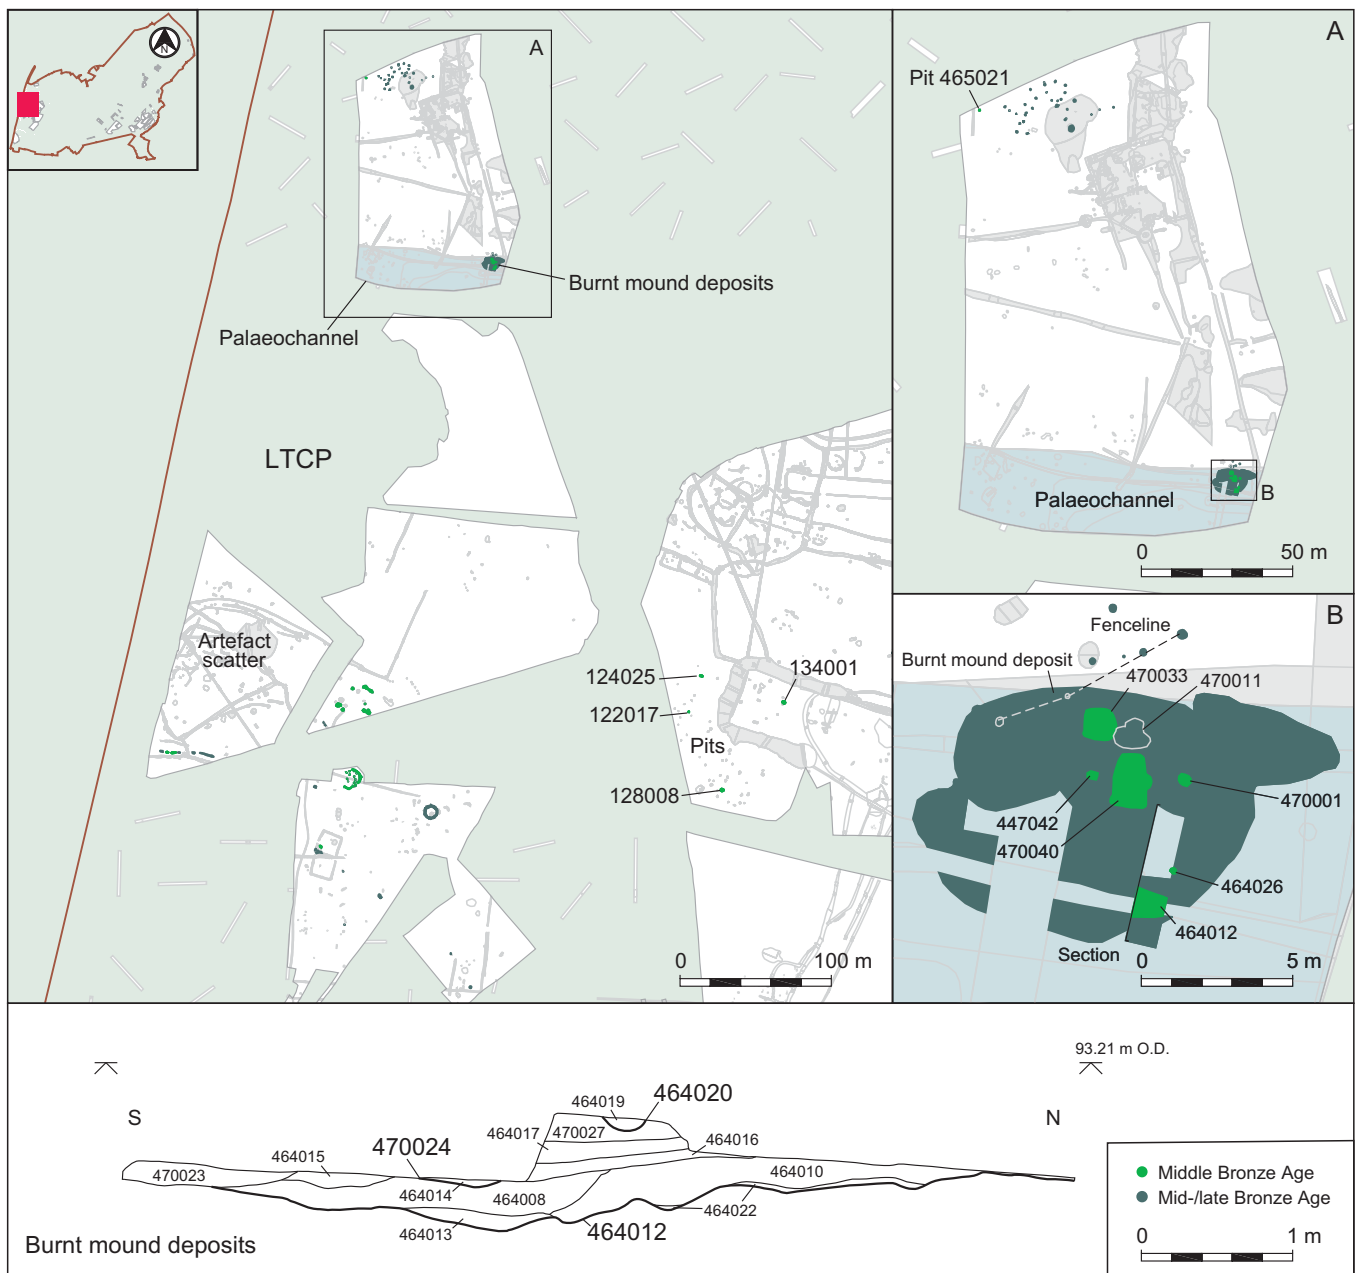 N
A
Burnt mound deposits
Palaeochannel
LTCP
Artefact
scatter
124025
134001
122017
Pits
128008
0 100 m
A
Pit 465021
Palaeochannel
B
0 50 m
B
Fenceline
Burnt mound deposit
470033
470011
447042
470001
470040
464026
464012
Section
0 5 m
93.21 m O.D.
S
N
464019
464020
464017
470027
464016
470024
464015
470023
464010
464014
464008
464022
464013
464012
Burnt mound deposits
Middle Bronze Age
Mid-/late Bronze Age
0 1 m